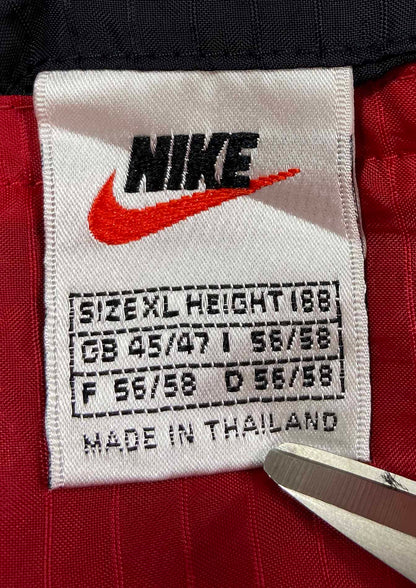 NIKE
SIZE XL HEIGHT 188
GB 45/47 I 56/58
F 56/58 D 56/58
MADE IN THAILAND